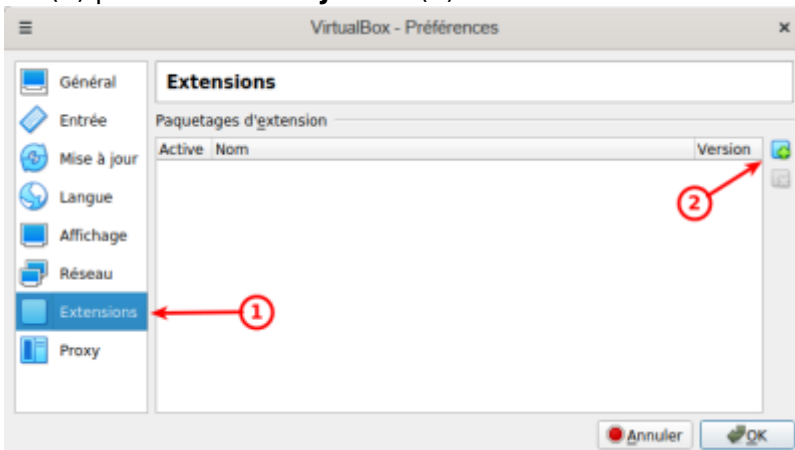 VirtualBox - Préférences
Général
Entrée
Mise à jour
Langue
Affichage
Réseau
Extensions
Proxy
Extensions
Paquetages d'extension
Active Nom Version
1
2
Annuler OK